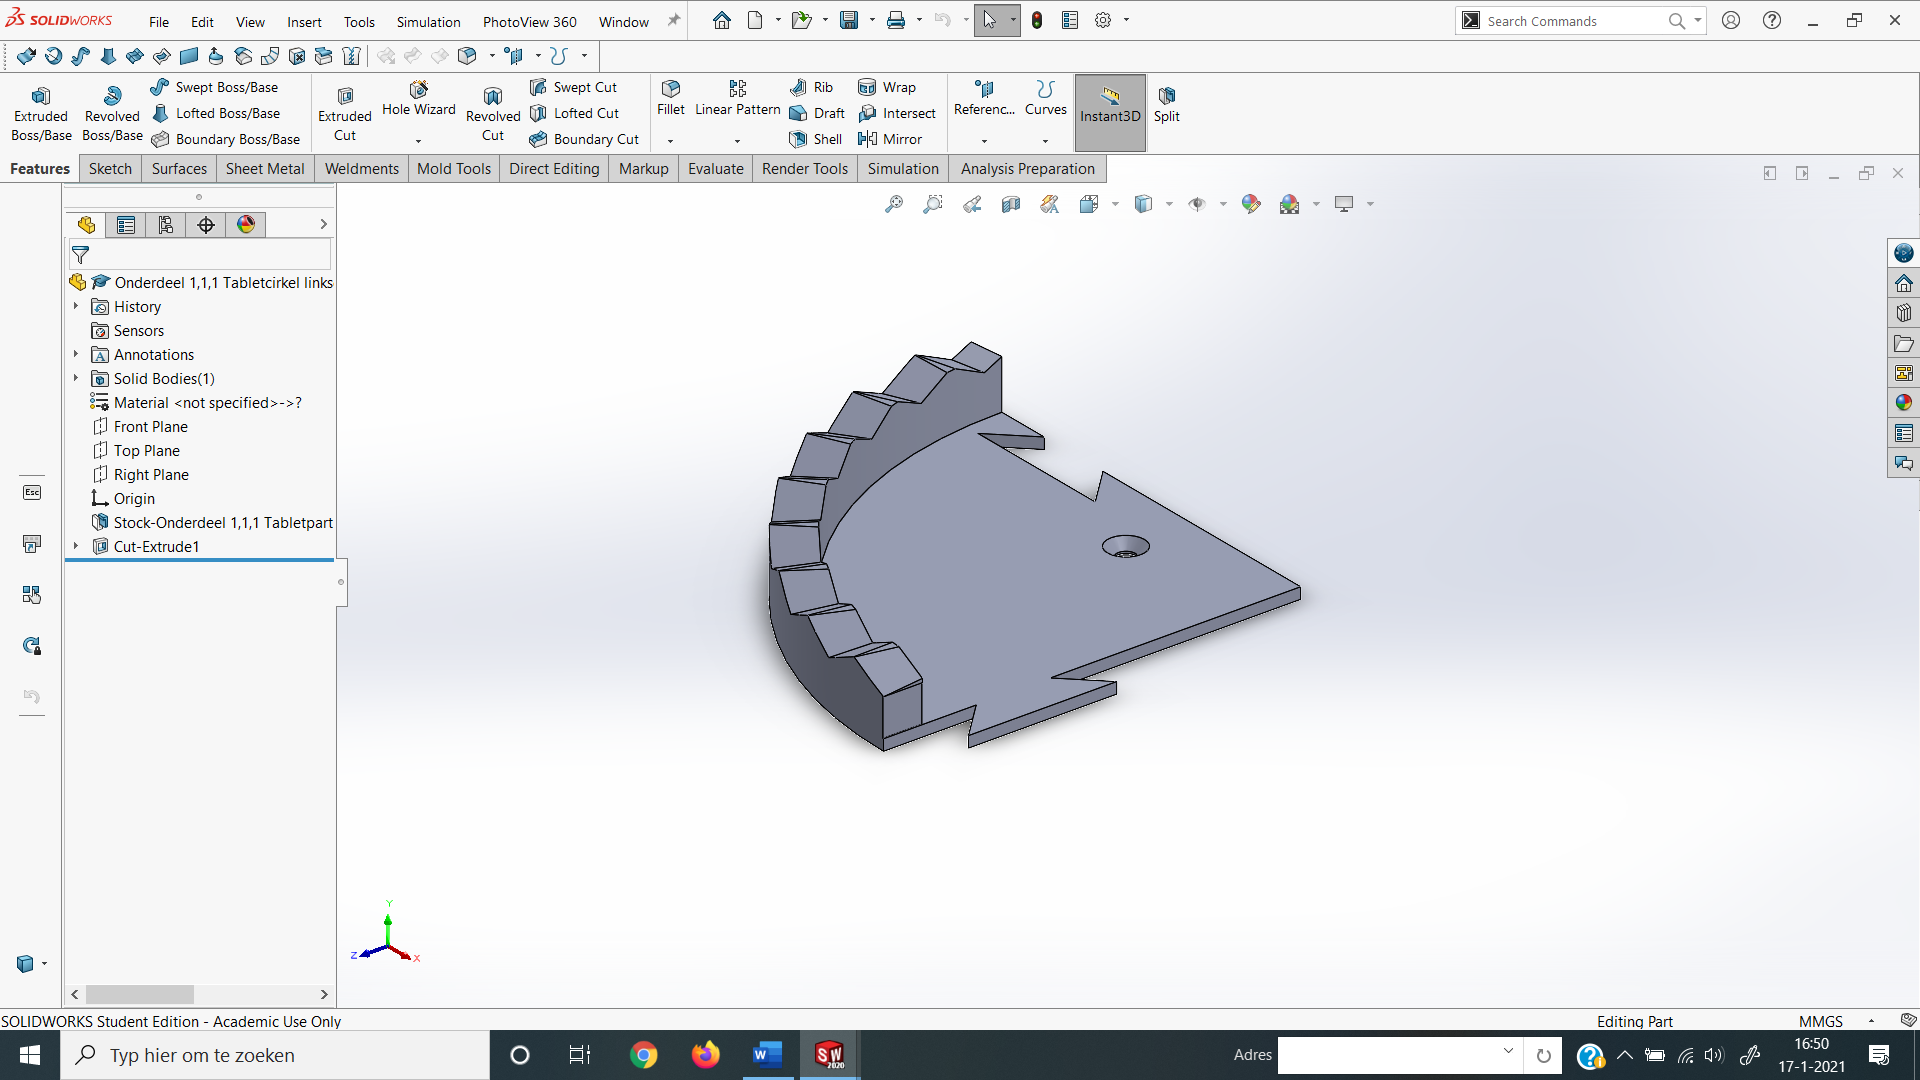 SOLIDWORKS File Edit View Insert Tools Simulation PhotoView 360 Window Search Commands
Extruded Boss/Base
Revolved Boss/Base
Swept Boss/Base
Lofted Boss/Base
Boundary Boss/Base
Extruded Cut
Hole Wizard
Revolved Cut
Swept Cut
Lofted Cut
Boundary Cut
Fillet
Linear Pattern
Rib
Draft
Shell
Wrap
Intersect
Mirror
Referenc...
Curves
Instant3D
Split
Features Sketch Surfaces Sheet Metal Weldments Mold Tools Direct Editing Markup Evaluate Render Tools Simulation Analysis Preparation
Onderdeel 1,1,1 Tabletcirkel links
History
Sensors
Annotations
Solid Bodies(1)
Material <not specified>->?
Front Plane
Top Plane
Right Plane
Origin
Stock-Onderdeel 1,1,1 Tabletpart
Cut-Extrude1
Esc
Y
Z
X
SOLIDWORKS Student Edition - Academic Use Only Editing Part MMGS
Typ hier om te zoeken
W
SW
2020
Adres
16:50
17-1-2021